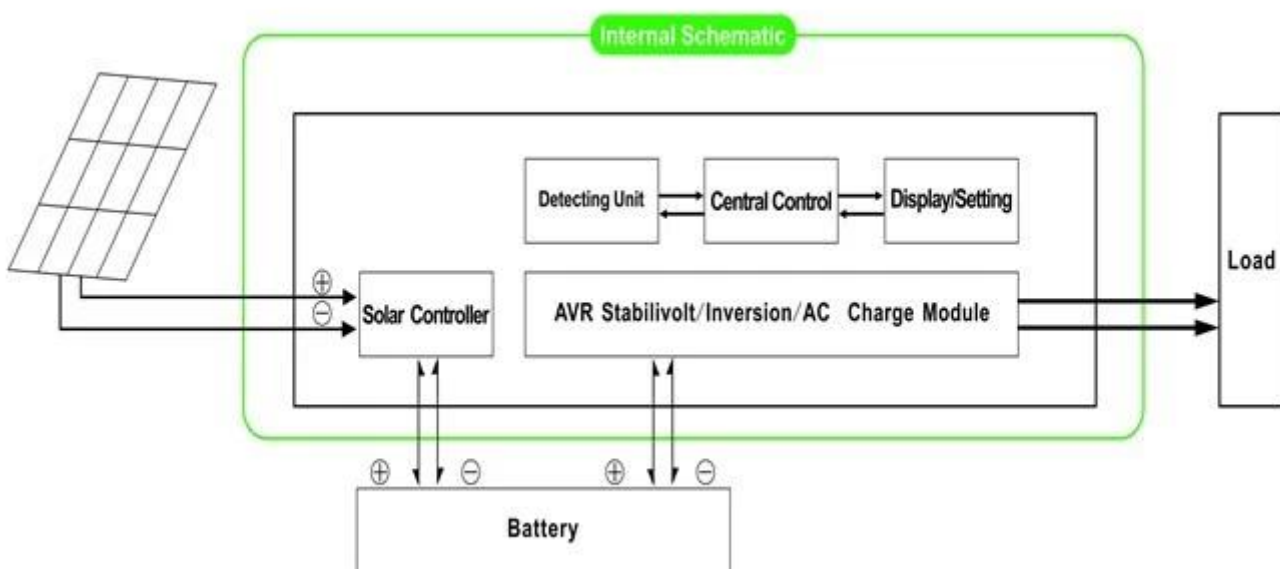 Internal Schematic
Detecting Unit
Central Control
Display/Setting
Load
⊕
⊖
Solar Controller
AVR Stabilivolt/Inversion/AC Charge Module
⊕ ⊖ ⊕ ⊖
Battery